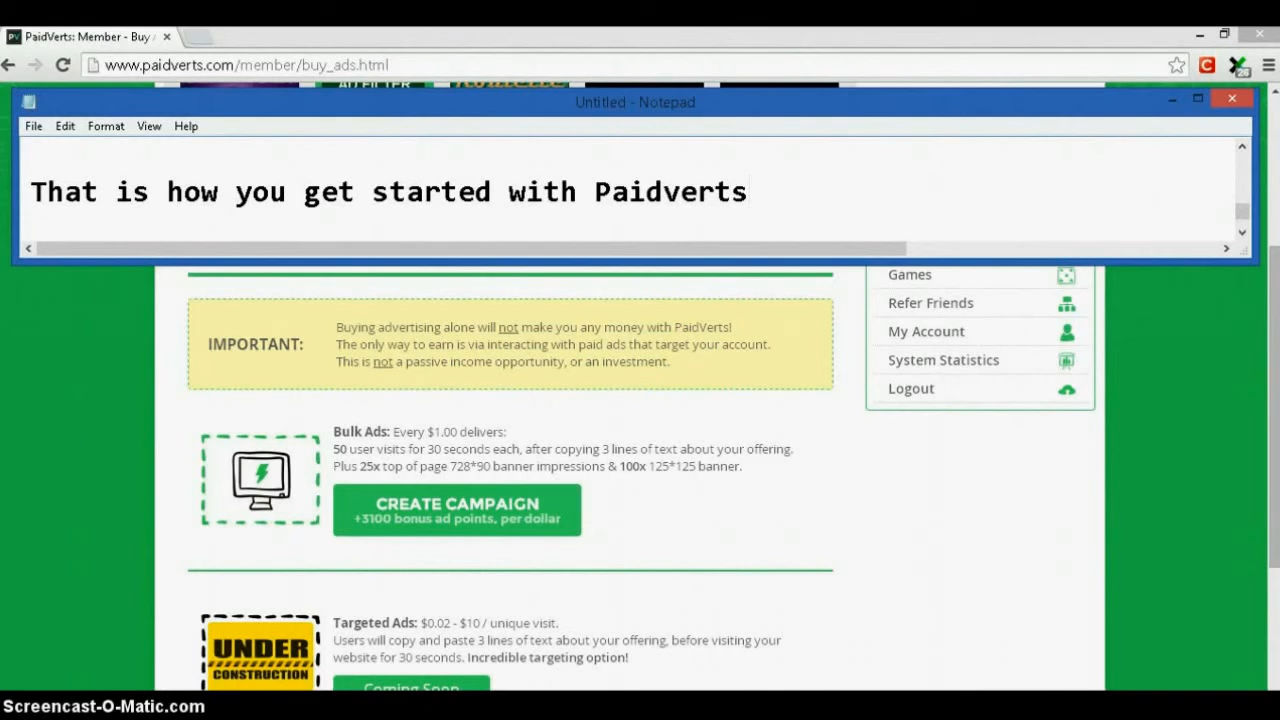 PaidVerts: Member - Buy
www.paidverts.com/member/buy_ads.html
AD FILTER
Roulette
Untitled - Notepad
File Edit Format View Help
That is how you get started with Paidverts
Games
Refer Friends
My Account
System Statistics
Logout
IMPORTANT:
Buying advertising alone will not make you any money with PaidVerts!
The only way to earn is via interacting with paid ads that target your account.
This is not a passive income opportunity, or an investment.
Bulk Ads: Every $1.00 delivers:
50 user visits for 30 seconds each, after copying 3 lines of text about your offering.
Plus 25x top of page 728*90 banner impressions & 100x 125*125 banner.
CREATE CAMPAIGN
+3100 bonus ad points, per dollar
UNDER
CONSTRUCTION
Targeted Ads: $0.02 - $10 / unique visit.
Users will copy and paste 3 lines of text about your offering, before visiting your
website for 30 seconds. Incredible targeting option!
Coming Soon
Screencast-O-Matic.com